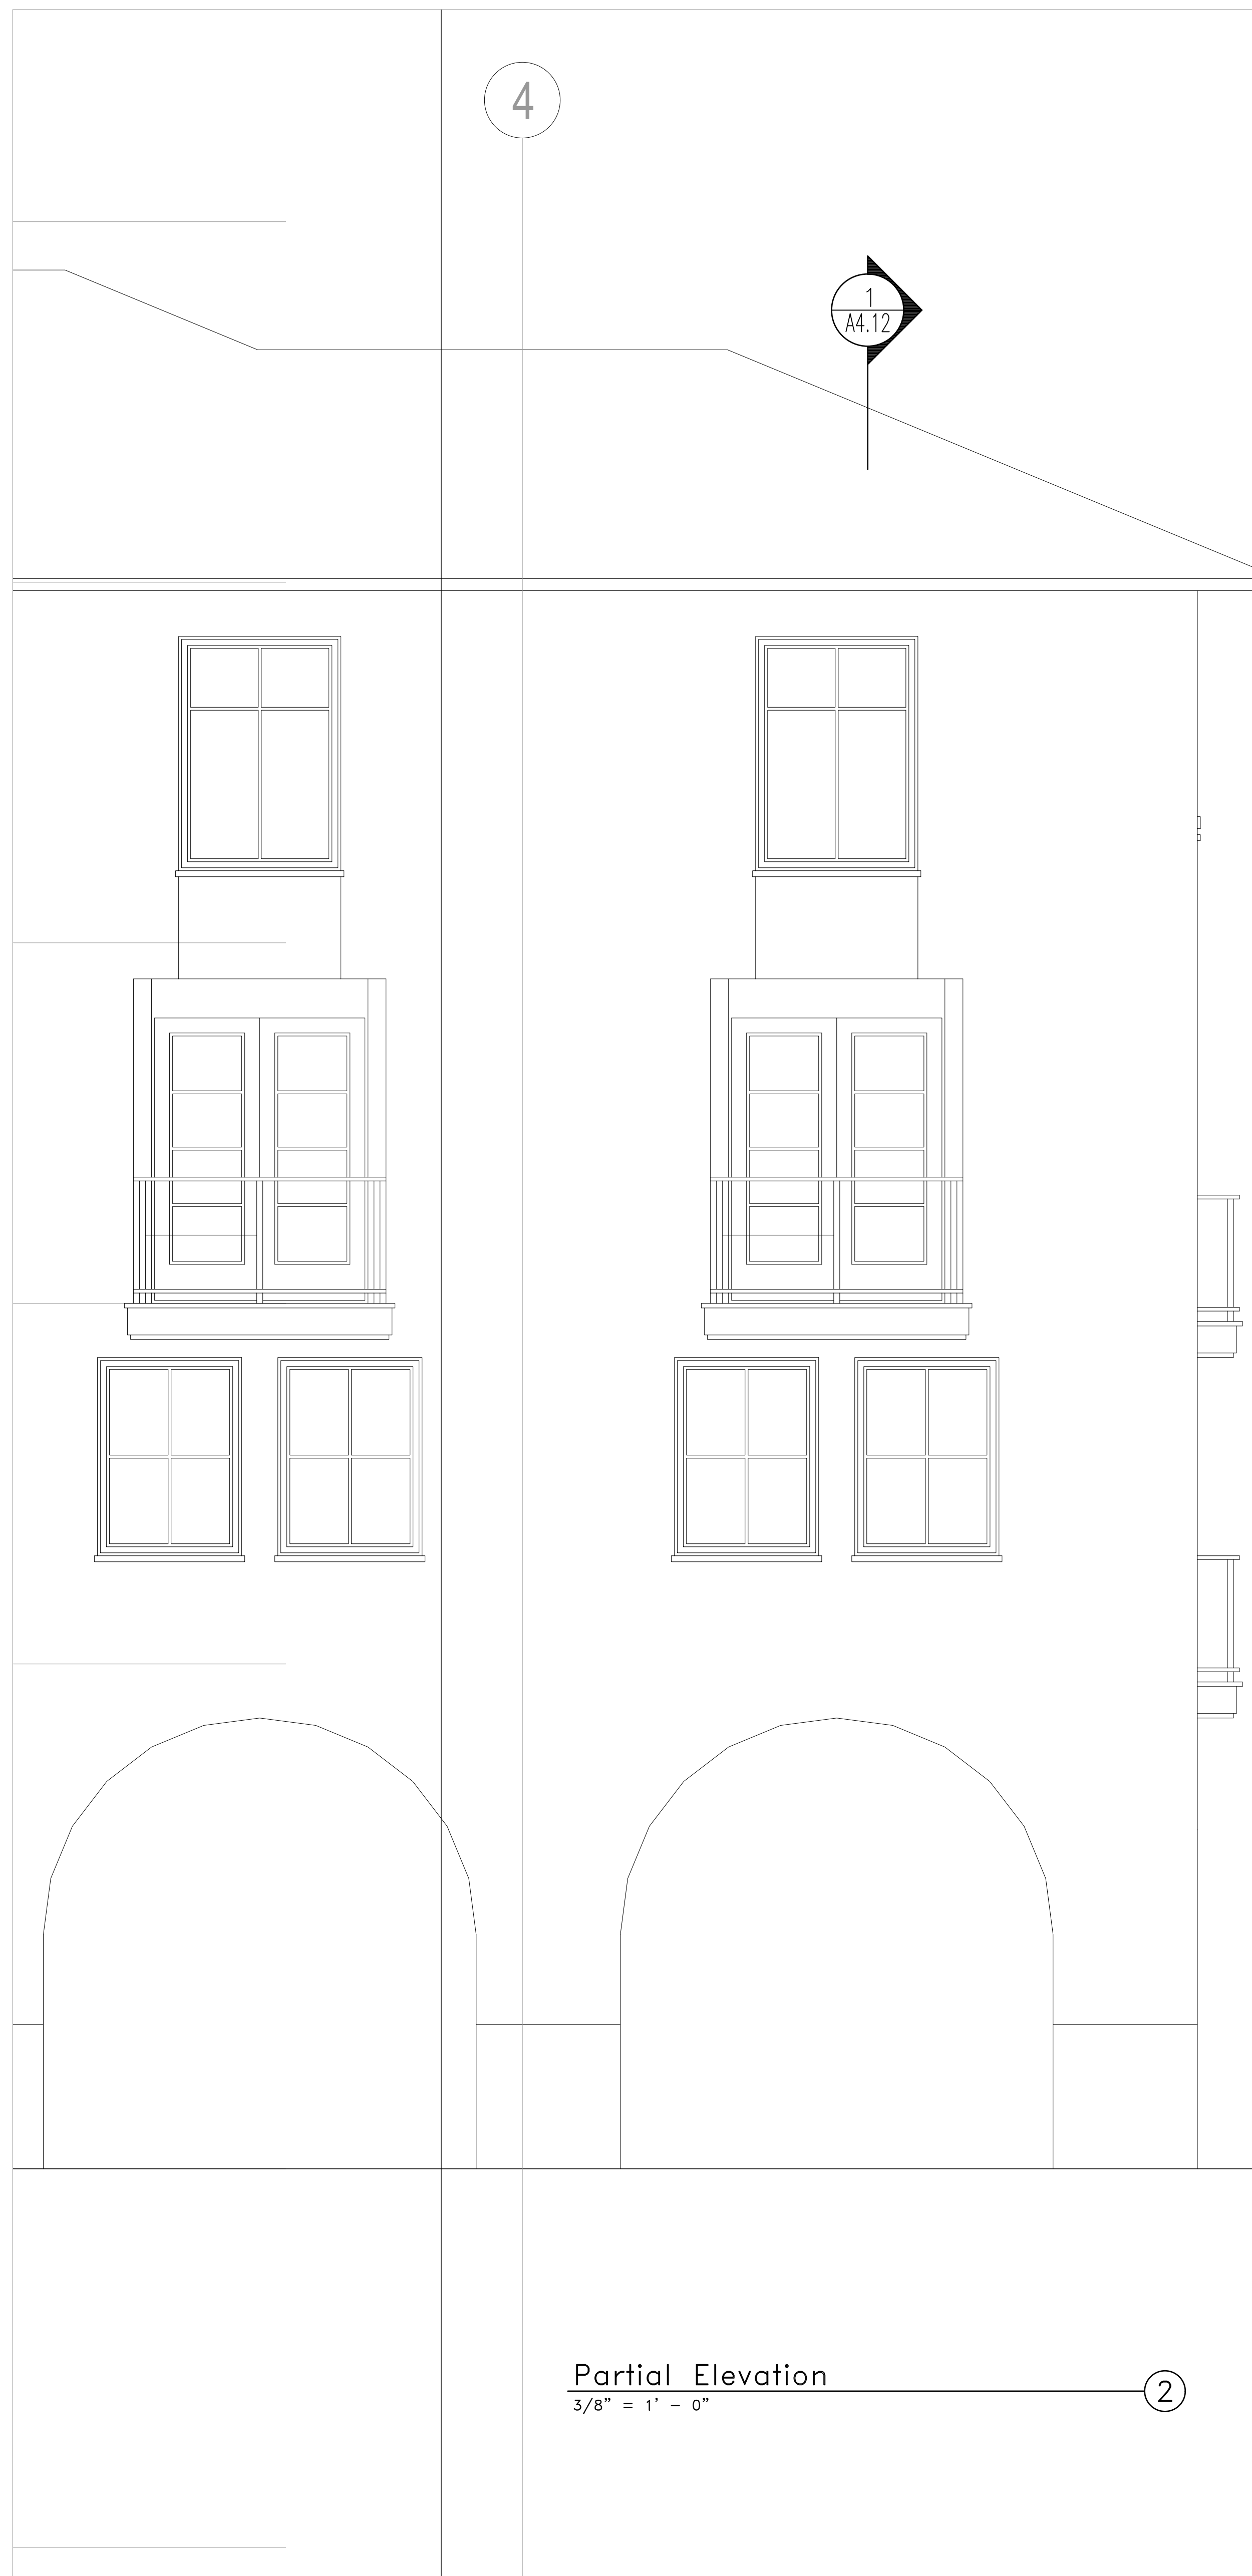 4
1
A4.12
Partial Elevation
2
3/8” = 1’ - 0”